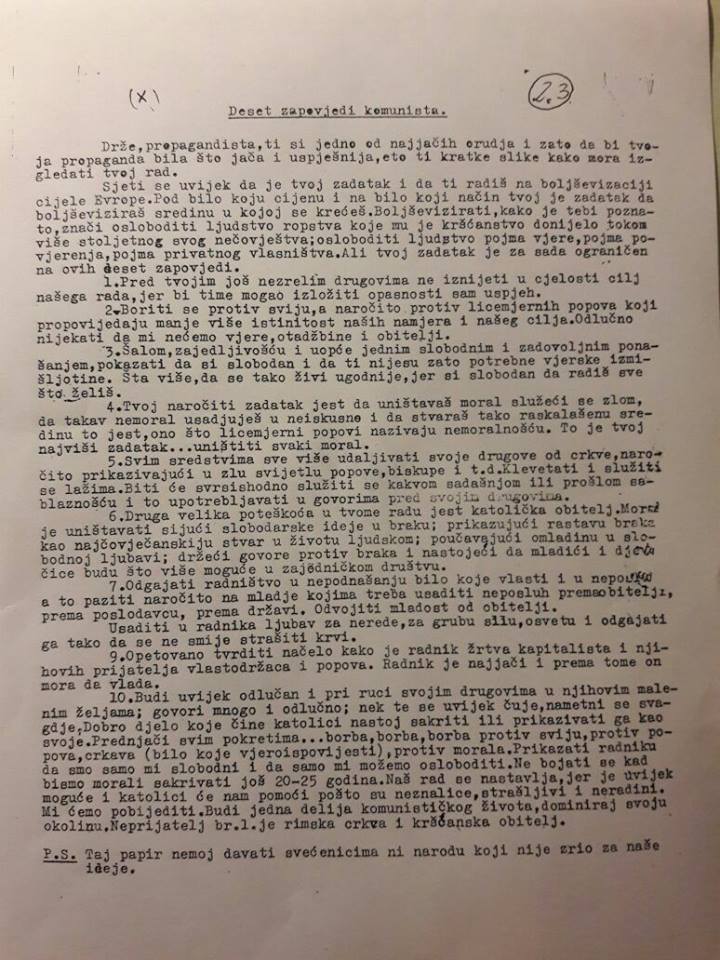 (X)
2.3
Deset zapovjedi komunista.
Drže,propagandista,ti si jedno od najjačih orudja i zato da bi tvo-
ja propaganda bila što jača i uspješnija,eto ti kratke slike kako mora iz-
gledati tvoj rad.
Sjeti se uvijek da je tvoj zadatak i da ti radiš na boljševizaciji
cijele Evrope.Pod bilo koju cijenu i na bilo koji način tvoj je zadatak da
boljševiziraš sredinu u kojoj se krećeš.Boljševizirati,kako je tebi pozna-
to,znači osloboditi ljudstvo ropstva koje mu je kršćanstvo donijelo tokom
više stoljetnog svog nečovještva;osloboditi ljudstvo pojma vjere,pojma po-
vjerenja,pojma privatnog vlasništva.Ali tvoj zadatak je za sada ograničen
na ovih deset zapovjedi.
1.Pred tvojim još nezrelim drugovima ne iznijeti u cjelosti cilj
našega rada,jer bi time mogao izložiti opasnosti sam uspjeh.
2.Boriti se protiv sviju,a naročito protiv licemjernih popova koji
propovijedaju manje više istinitost naših namjera i našeg cilja.Odlučno
nijekati da mi nećemo vjere,otadžbine i obitelji.
3.Šalom,zajedljivošću i uopće jednim slobodnim i zadovoljnim pona-
šanjem,pokazati da si slobodan i da ti nijesu zato potrebne vjerske izmi-
šljotine. Šta više,da se tako živi ugodnije,jer si slobodan da radiš sve
što želiš.
4.Tvoj naročiti zadatak jest da uništavaš moral služeći se zlom,
da takav nemoral usadjuješ u neiskusne i da stvaraš tako raskalašenu sre-
dinu to jest,ono što licemjerni popovi nazivaju nemoralnošću. To je tvoj
najviši zadatak...uništiti svaki moral.
5.Svim sredstvima sve više udaljivati svoje drugove od crkve,naro-
čito prikazivajući u zlu svijetlu popove,biskupe i t.d.Klevetati i služiti
se lažima.Biti će svrsishodno služiti se kakvom sadašnjom ili prošlom sa-
blaznošću i to upotrebljavati u govorima pred svojim drugovima.
6.Druga velika poteškoća u tvome radu jest katolička obitelj.Mora
je uništavati sijući slobodarske ideje u braku; prikazujući rastavu braka
kao najčovječanskiju stvar u životu ljudskom; poučavajući omladinu u slo-
bodnoj ljubavi; držeći govore protiv braka i nastojeći da mladići i djevo
čice budu što više moguće u zajedničkom društvu.
7.Odgajati radništvo u nepodnašanju bilo koje vlasti i u
a to paziti naročito na mladje kojima treba usaditi neposluh premaobitelji,
prema poslodavcu, prema državi. Odvojiti mladost od obitelji.
Usaditi u radnika ljubav za nerede,za grubu silu,osvetu i odgajati
ga tako da se ne smije strašiti krvi.
9.Opetovano tvrditi načelo kako je radnik žrtva kapitalista i nji-
hovih prijatelja vlastodržaca i popova. Radnik je najjači i prema tome on
mora da vlada.
10.Budi uvijek odlučan i pri ruci svojim drugovima u njihovim male-
nim željama; govori mnogo i odlučno; nek te se uvijek čuje,nametni se sva-
gdje.Dobro djelo koje čine katolici nastoj sakriti ili prikazivati ga kao
svoje.Prednjači svim pokretima...borba,borba,borba protiv sviju,protiv po-
pova,crkava (bilo koje vjeroispovijesti),protiv morala.Prikazati radniku
da smo samo mi slobodni i da samo mi možemo osloboditi.Ne bojati se kad
bismo morali sakrivati još 20-25 godina.Naš rad se nastavlja,jer je uvijek
moguće i katolici će nam pomoći pošto su neznalice,strašljivi i neradini.
Mi ćemo pobijediti.Budi jedna delija komunističkog života,dominiraj svoju
okolinu.Neprijatelj br.1.je rimska crkva i kršćanska obitelj.
P.S. Taj papir nemoj davati svećenicima ni narodu koji nije zrio za naše
ideje.